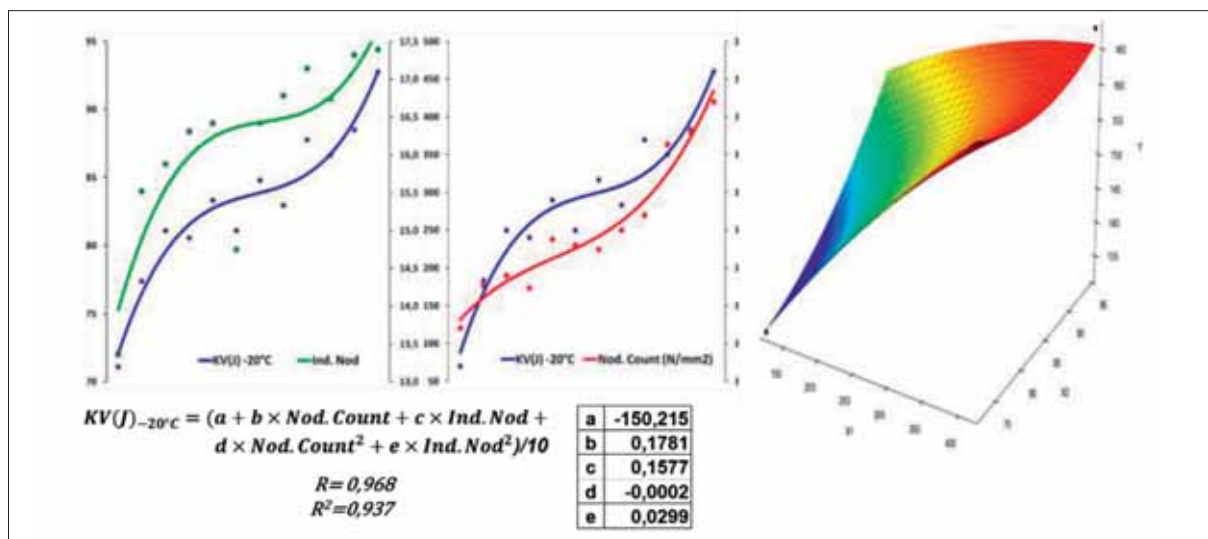 95
90
85
80
75
70
17,5
17,0
16,5
16,0
15,5
15,0
14,5
14,0
13,5
13,0
KV(J) -20°C
Ind. Nod
500
450
400
350
300
250
200
150
100
50
KV(J) -20°C
Nod. Count (N/mm2)
KV(J)₋₂₀°C = (a + b × Nod. Count + c × Ind. Nod +
d × Nod. Count² + e × Ind. Nod²)/10
R= 0,968
R²=0,937
a -150,215
b 0,1781
c 0,1577
d -0,0002
e 0,0299